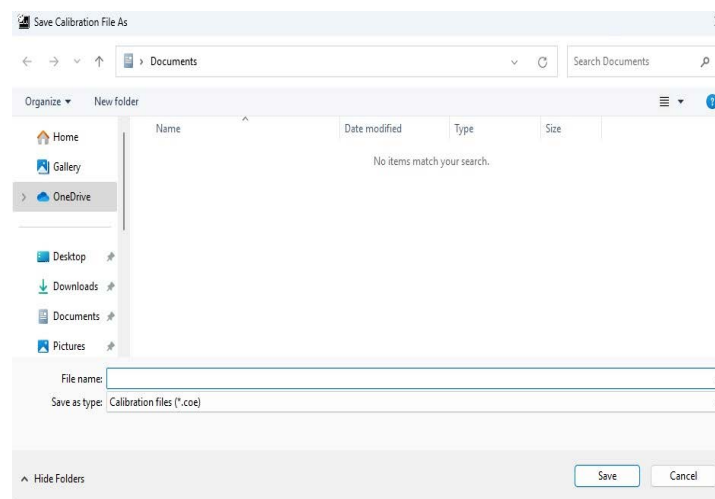 Save Calibration File As
Documents
Search Documents
Organize
New folder
Name Date modified Type Size
Home
No items match your search.
Gallery
OneDrive
Desktop
Downloads
Documents
Pictures
File name:
Save as type: Calibration files (*.coe)
Hide Folders
Save Cancel